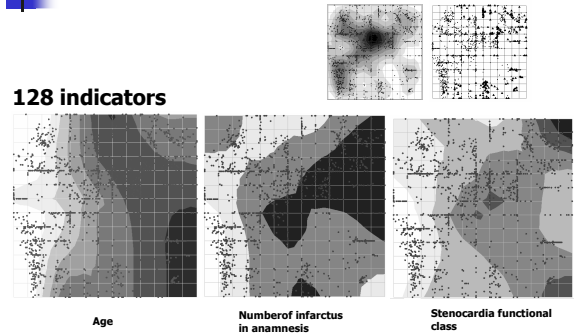 128 indicators
Age
Numberof infarctus
in anamnesis
Stenocardia functional
class